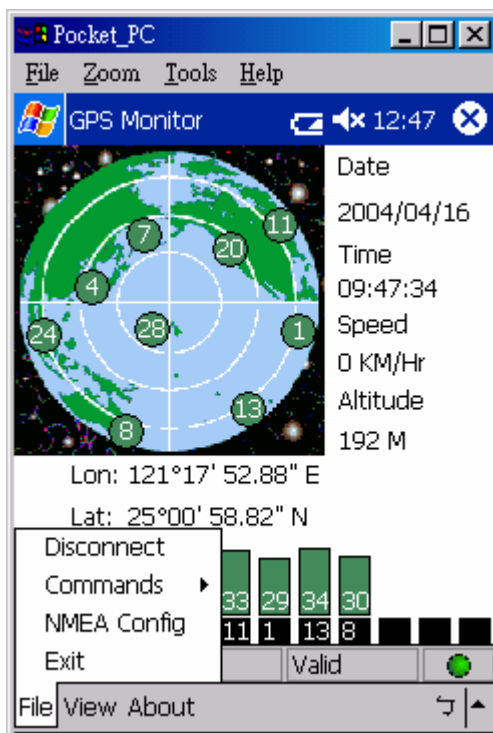 Pocket_PC
File Zoom Tools Help
GPS Monitor 12:47
Date
2004/04/16
Time
09:47:34
Speed
0 KM/Hr
Altitude
192 M
11
7
20
4
28
24
1
13
8
Lon: 121°17' 52.88" E
Lat: 25°00' 58.82" N
Disconnect
Commands
NMEA Config
Exit
33 29 34 30
11 1 13 8
Valid
File View About ㄅ